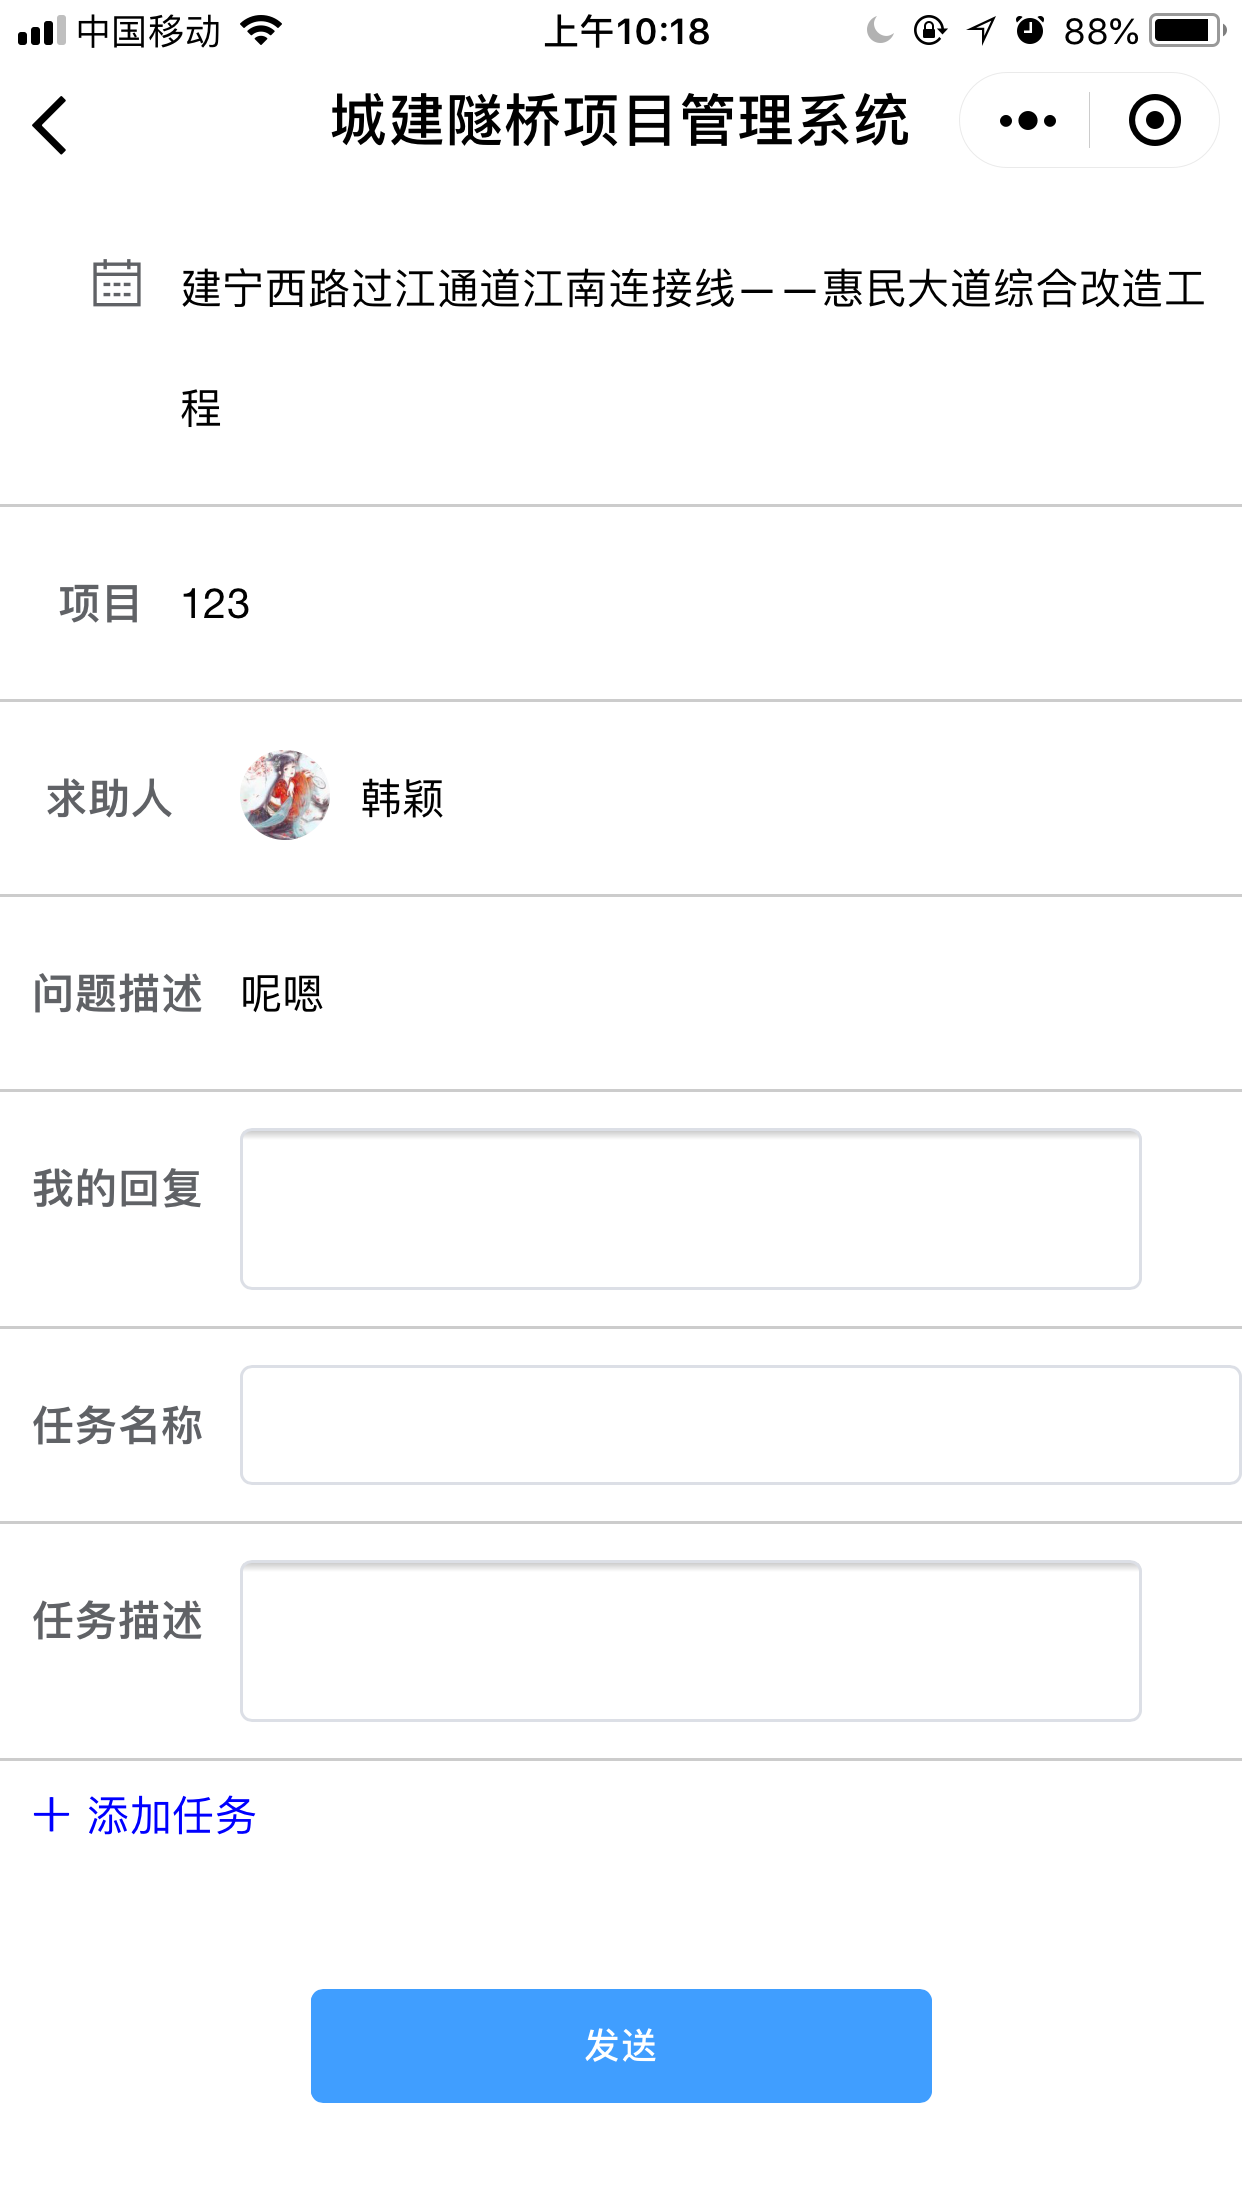 中国移动 上午10:18 88%
城建隧桥项目管理系统
建宁西路过江通道江南连接线——惠民大道综合改造工
程
项目 123
求助人 韩颖
问题描述 呢嗯
我的回复
任务名称
任务描述
+ 添加任务
发送